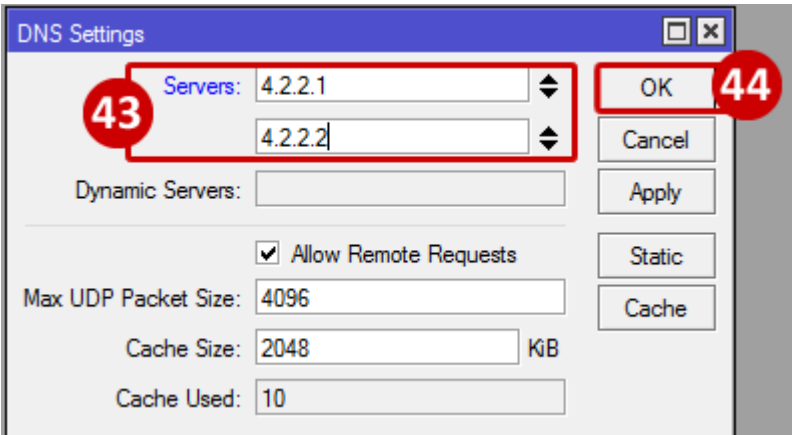 DNS Settings
Servers: 4.2.2.1 OK 44
43
4.2.2.2 Cancel
Dynamic Servers: Apply
Allow Remote Requests Static
Max UDP Packet Size: 4096 Cache
Cache Size: 2048 KiB
Cache Used: 10